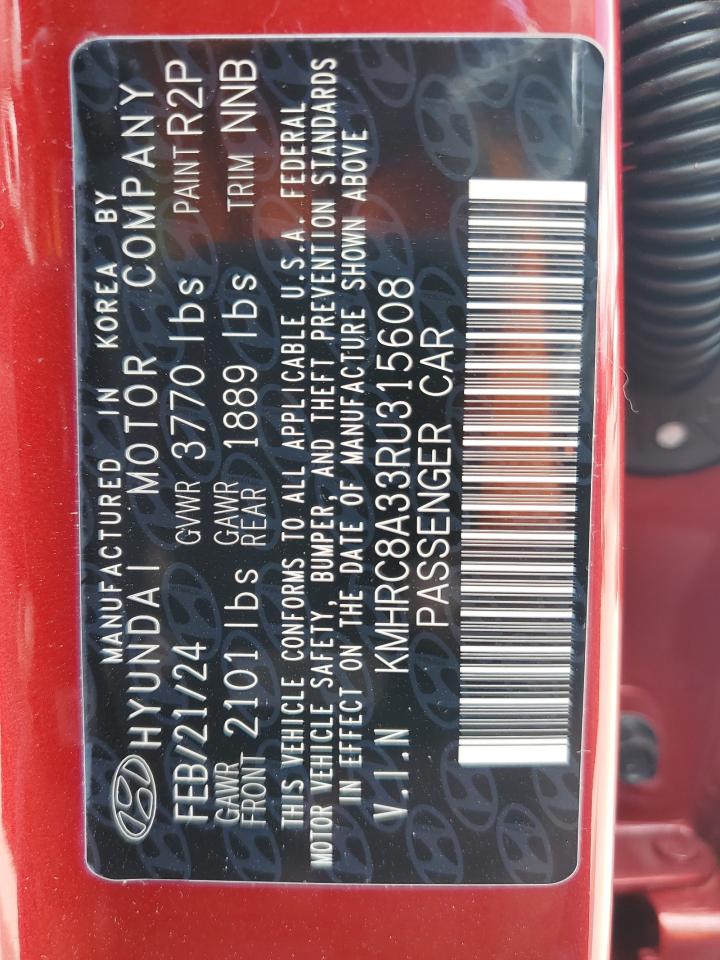 MANUFACTURED IN KOREA BY
HYUNDAI MOTOR COMPANY
FEB/21/24 GVWR 3770 lbs PAINT R2P
GAWR FRONT 2101 lbs GAWR REAR 1889 lbs TRIM NNB
THIS VEHICLE CONFORMS TO ALL APPLICABLE U.S.A. FEDERAL
MOTOR VEHICLE SAFETY, BUMPER, AND THEFT PREVENTION STANDARDS
IN EFFECT ON THE DATE OF MANUFACTURE SHOWN ABOVE
V.I.N KMHRC8A33RU315608
PASSENGER CAR